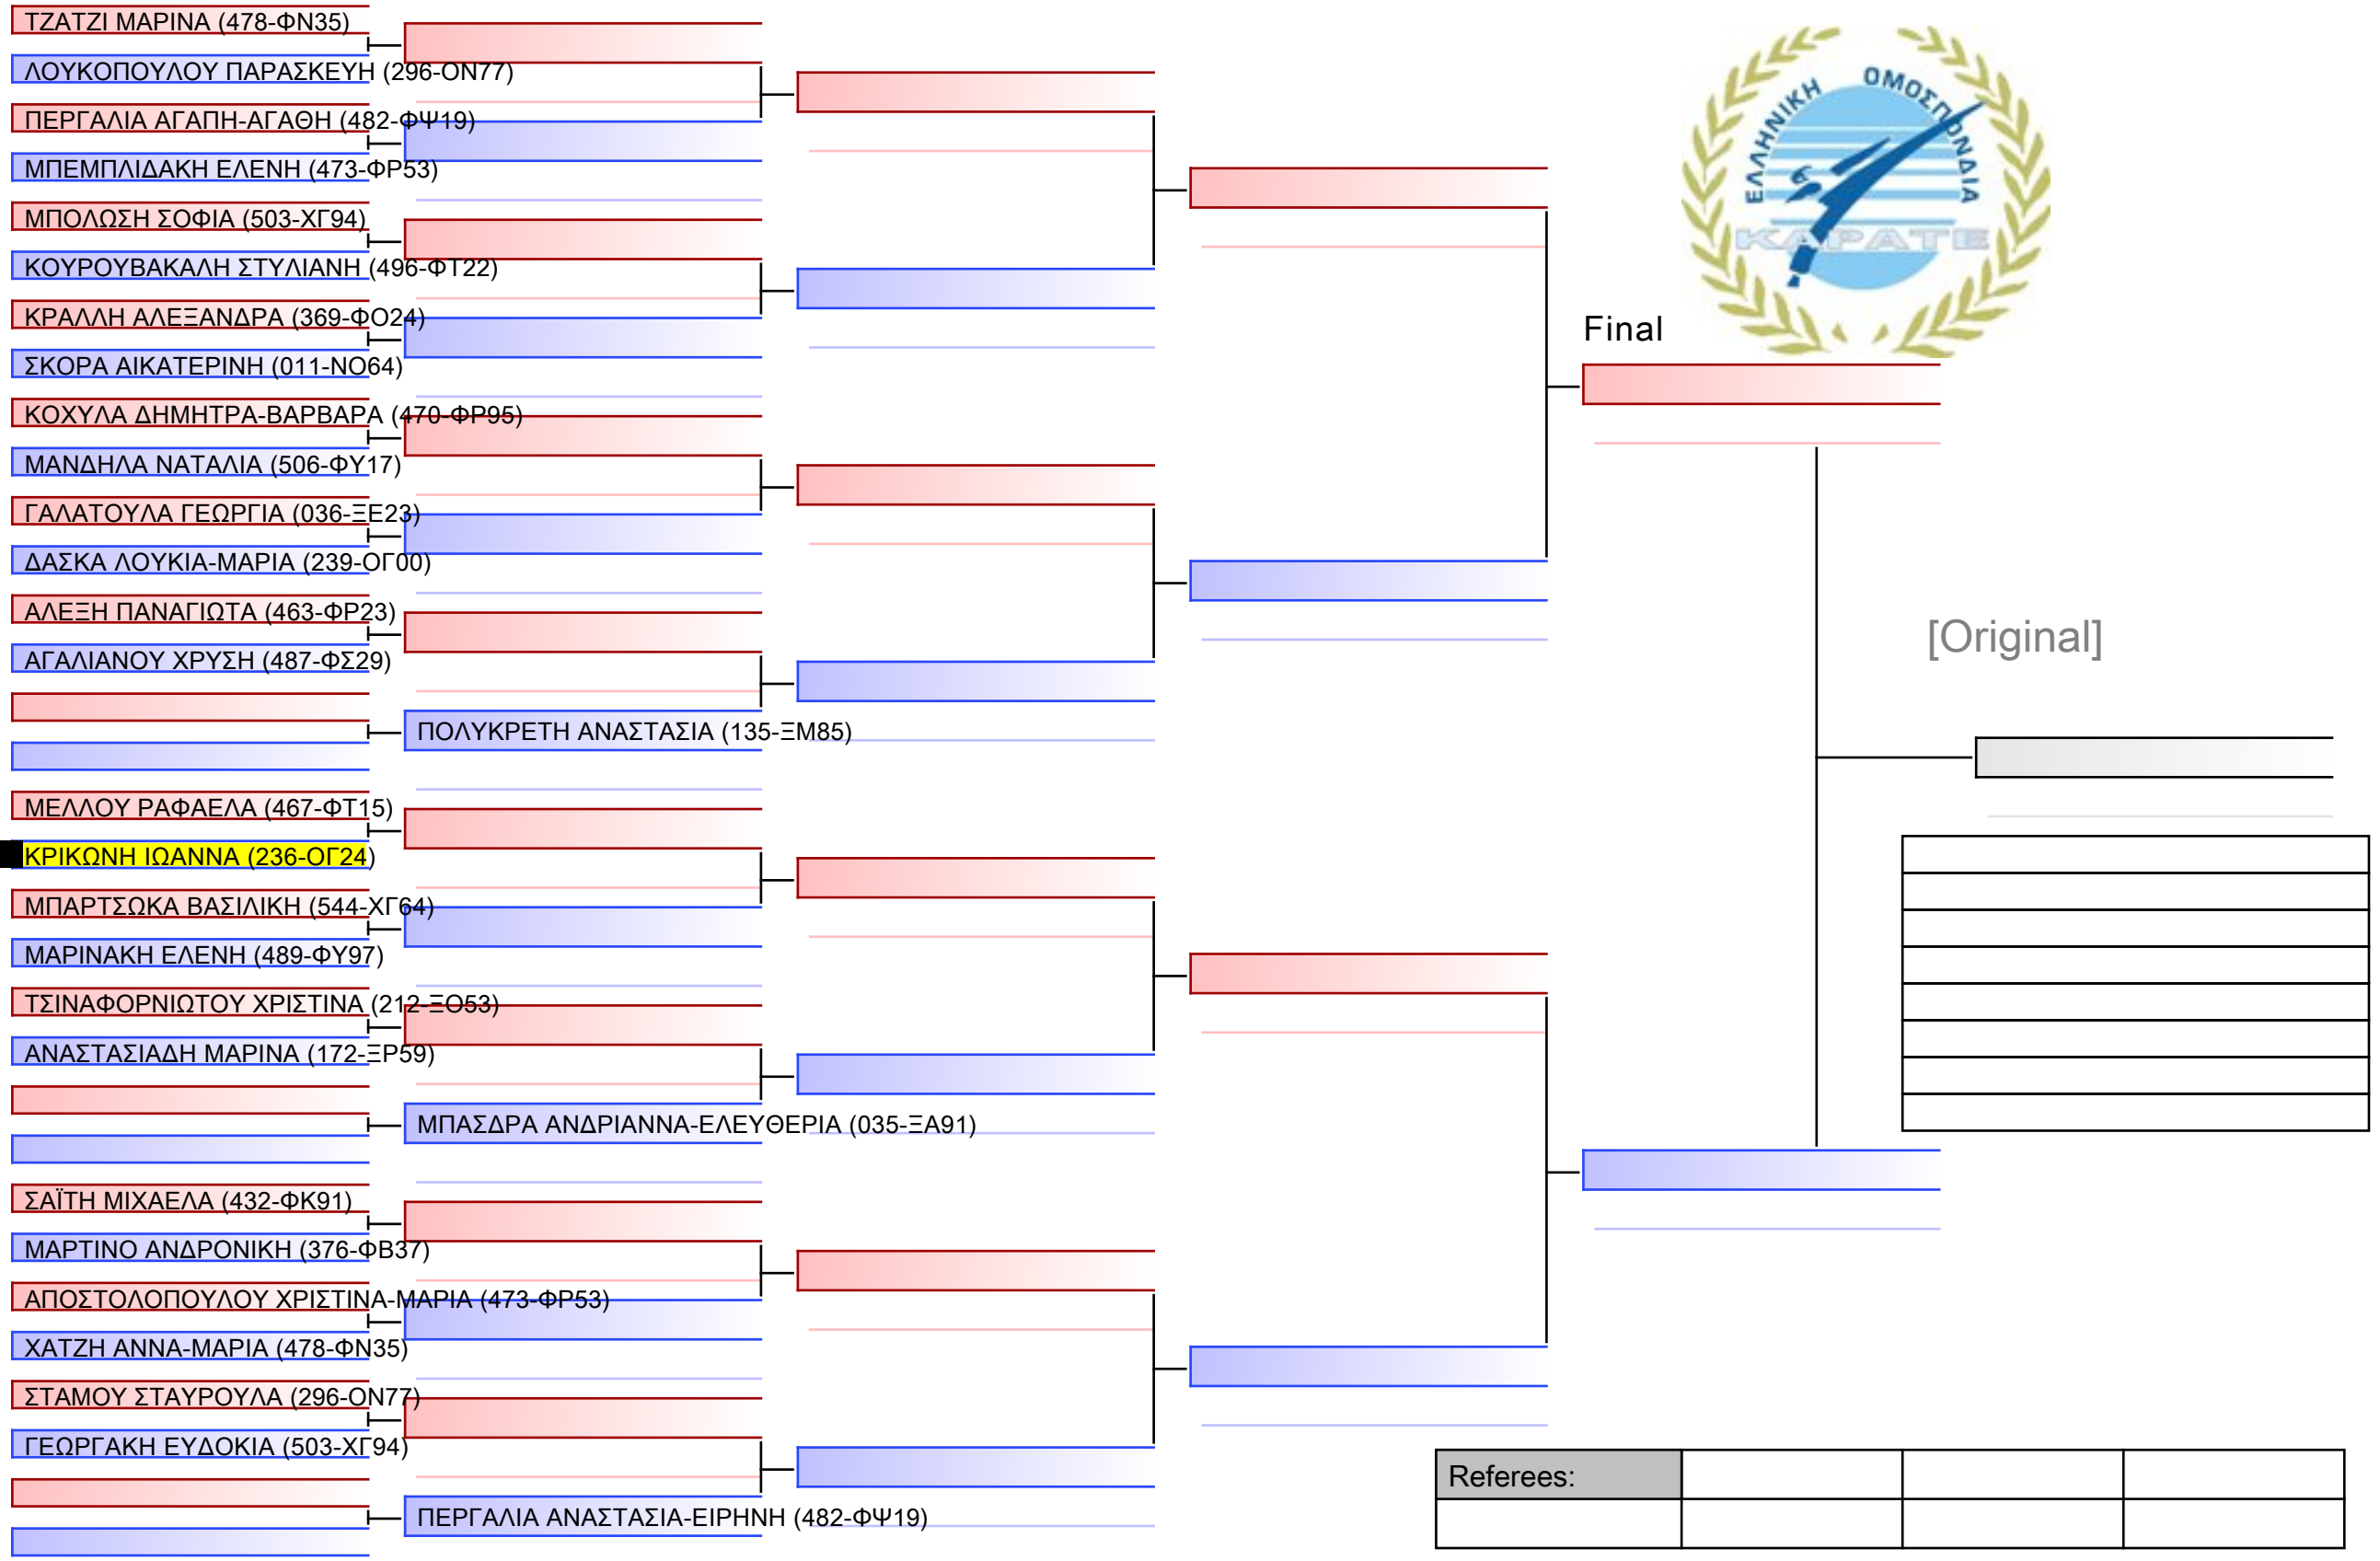 ΤΖΑΤΖΙ ΜΑΡΙΝΑ (478-ΦΝ35)
ΛΟΥΚΟΠΟΥΛΟΥ ΠΑΡΑΣΚΕΥΗ (296-ΟΝ77)
ΠΕΡΓΑΛΙΑ ΑΓΑΠΗ-ΑΓΑΘΗ (482-ΦΨ19)
ΜΠΕΜΠΛΙΔΑΚΗ ΕΛΕΝΗ (473-ΦΡ53)
ΜΠΟΛΩΣΗ ΣΟΦΙΑ (503-ΧΓ94)
ΚΟΥΡΟΥΒΑΚΑΛΗ ΣΤΥΛΙΑΝΗ (496-ΦΤ22)
ΚΡΑΛΛΗ ΑΛΕΞΑΝΔΡΑ (369-ΦΟ24)
ΣΚΟΡΑ ΑΙΚΑΤΕΡΙΝΗ (011-ΝΟ64)
ΚΟΧΥΛΑ ΔΗΜΗΤΡΑ-ΒΑΡΒΑΡΑ (470-ΦΡ95)
ΜΑΝΔΗΛΑ ΝΑΤΑΛΙΑ (506-ΦΥ17)
ΓΑΛΑΤΟΥΛΑ ΓΕΩΡΓΙΑ (036-ΞΕ23)
ΔΑΣΚΑ ΛΟΥΚΙΑ-ΜΑΡΙΑ (239-ΟΓ00)
ΑΛΕΞΗ ΠΑΝΑΓΙΩΤΑ (463-ΦΡ23)
ΑΓΑΛΙΑΝΟΥ ΧΡΥΣΗ (487-ΦΣ29)
ΠΟΛΥΚΡΕΤΗ ΑΝΑΣΤΑΣΙΑ (135-ΞΜ85)
ΜΕΛΛΟΥ ΡΑΦΑΕΛΑ (467-ΦΤ15)
ΚΡΙΚΩΝΗ ΙΩΑΝΝΑ (236-ΟΓ24)
ΜΠΑΡΤΣΩΚΑ ΒΑΣΙΛΙΚΗ (544-ΧΓ64)
ΜΑΡΙΝΑΚΗ ΕΛΕΝΗ (489-ΦΥ97)
ΤΣΙΝΑΦΟΡΝΙΩΤΟΥ ΧΡΙΣΤΙΝΑ (212-ΞΟ53)
ΑΝΑΣΤΑΣΙΑΔΗ ΜΑΡΙΝΑ (172-ΞΡ59)
ΜΠΑΣΔΡΑ ΑΝΔΡΙΑΝΝΑ-ΕΛΕΥΘΕΡΙΑ (035-ΞΑ91)
ΣΑΪΤΗ ΜΙΧΑΕΛΑ (432-ΦΚ91)
ΜΑΡΤΙΝΟ ΑΝΔΡΟΝΙΚΗ (376-ΦΒ37)
ΑΠΟΣΤΟΛΟΠΟΥΛΟΥ ΧΡΙΣΤΙΝΑ-ΜΑΡΙΑ (473-ΦΡ53)
ΧΑΤΖΗ ΑΝΝΑ-ΜΑΡΙΑ (478-ΦΝ35)
ΣΤΑΜΟΥ ΣΤΑΥΡΟΥΛΑ (296-ΟΝ77)
ΓΕΩΡΓΑΚΗ ΕΥΔΟΚΙΑ (503-ΧΓ94)
ΠΕΡΓΑΛΙΑ ΑΝΑΣΤΑΣΙΑ-ΕΙΡΗΝΗ (482-ΦΨ19)
ΕΛΛΗΝΙΚΗ ΟΜΟΣΠΟΝΔΙΑ
ΚΑΡΑΤΕ
Final
[Original]
Referees: